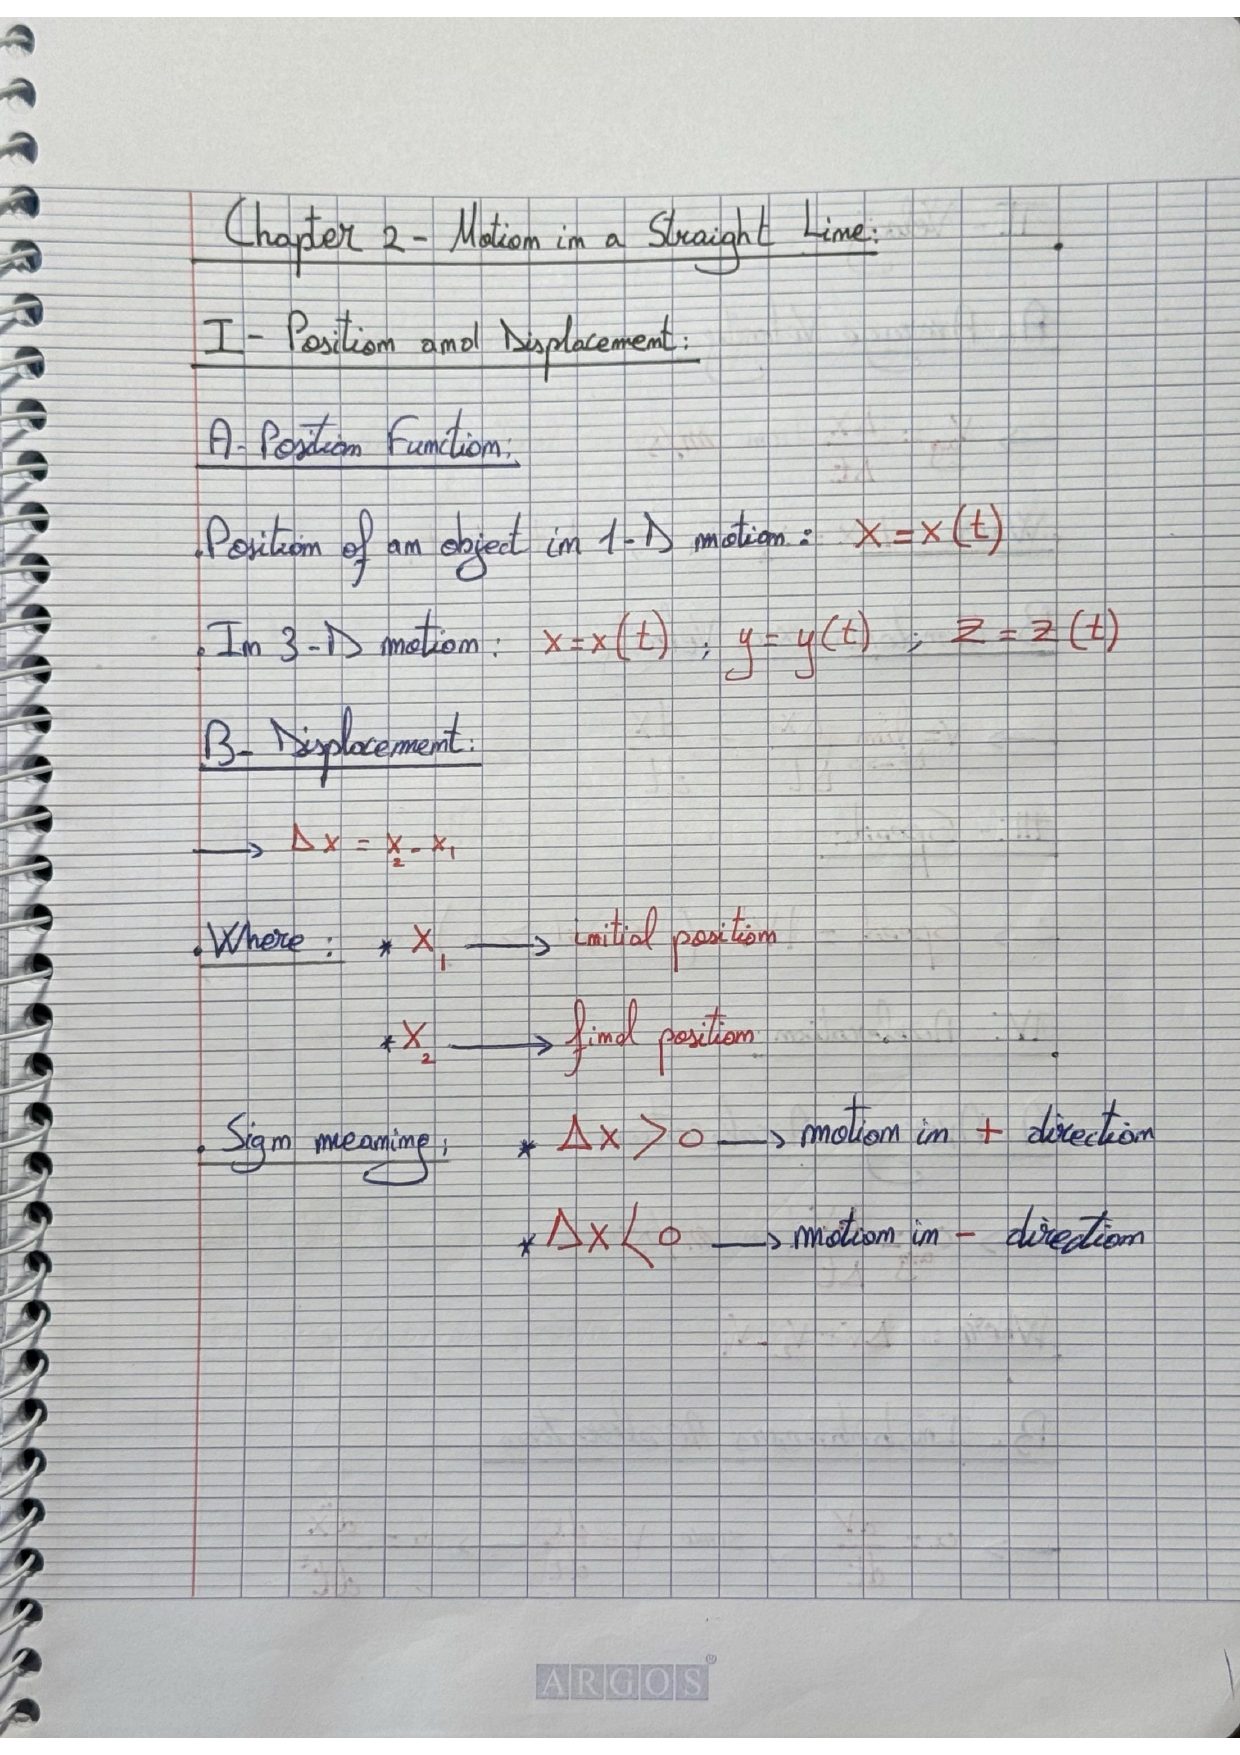 Chapter 2 - Motion in a Straight Line:
I - Position and Displacement:
A- Position Function:
. Position of an object in 1-D motion: x = x(t)
. In 3-D motion: x = x(t) ; y = y(t) ; z = z(t)
B- Displacement:
→ Δx = x₂ - x₁
. Where: * x₁ → initial position
* x₂ → final position
. Sign meaning: * Δx > 0 → motion in + direction
* Δx < 0 → motion in - direction
ARGOS®